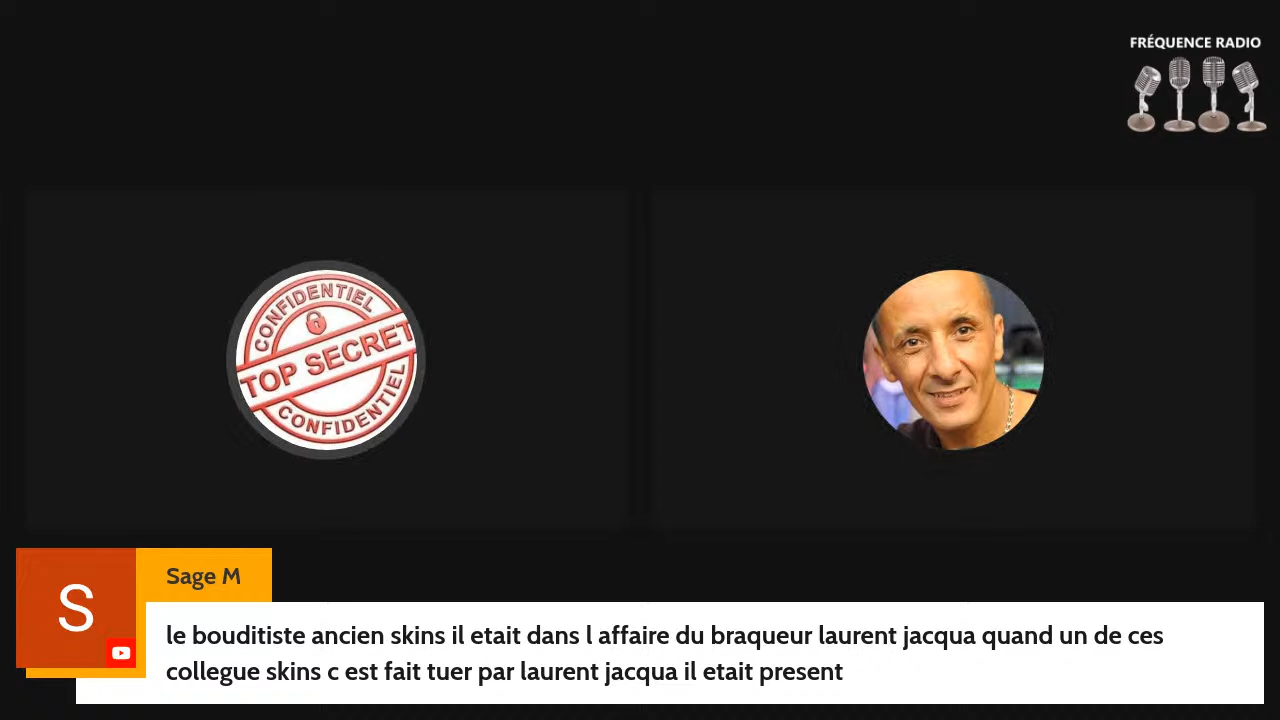 FRÉQUENCE RADIO
CONFIDENTIEL
TOP SECRET
CONFIDENTIEL
S
Sage M
le bouditiste ancien skins il etait dans l affaire du braqueur laurent jacqua quand un de ces
collegue skins c est fait tuer par laurent jacqua il etait present